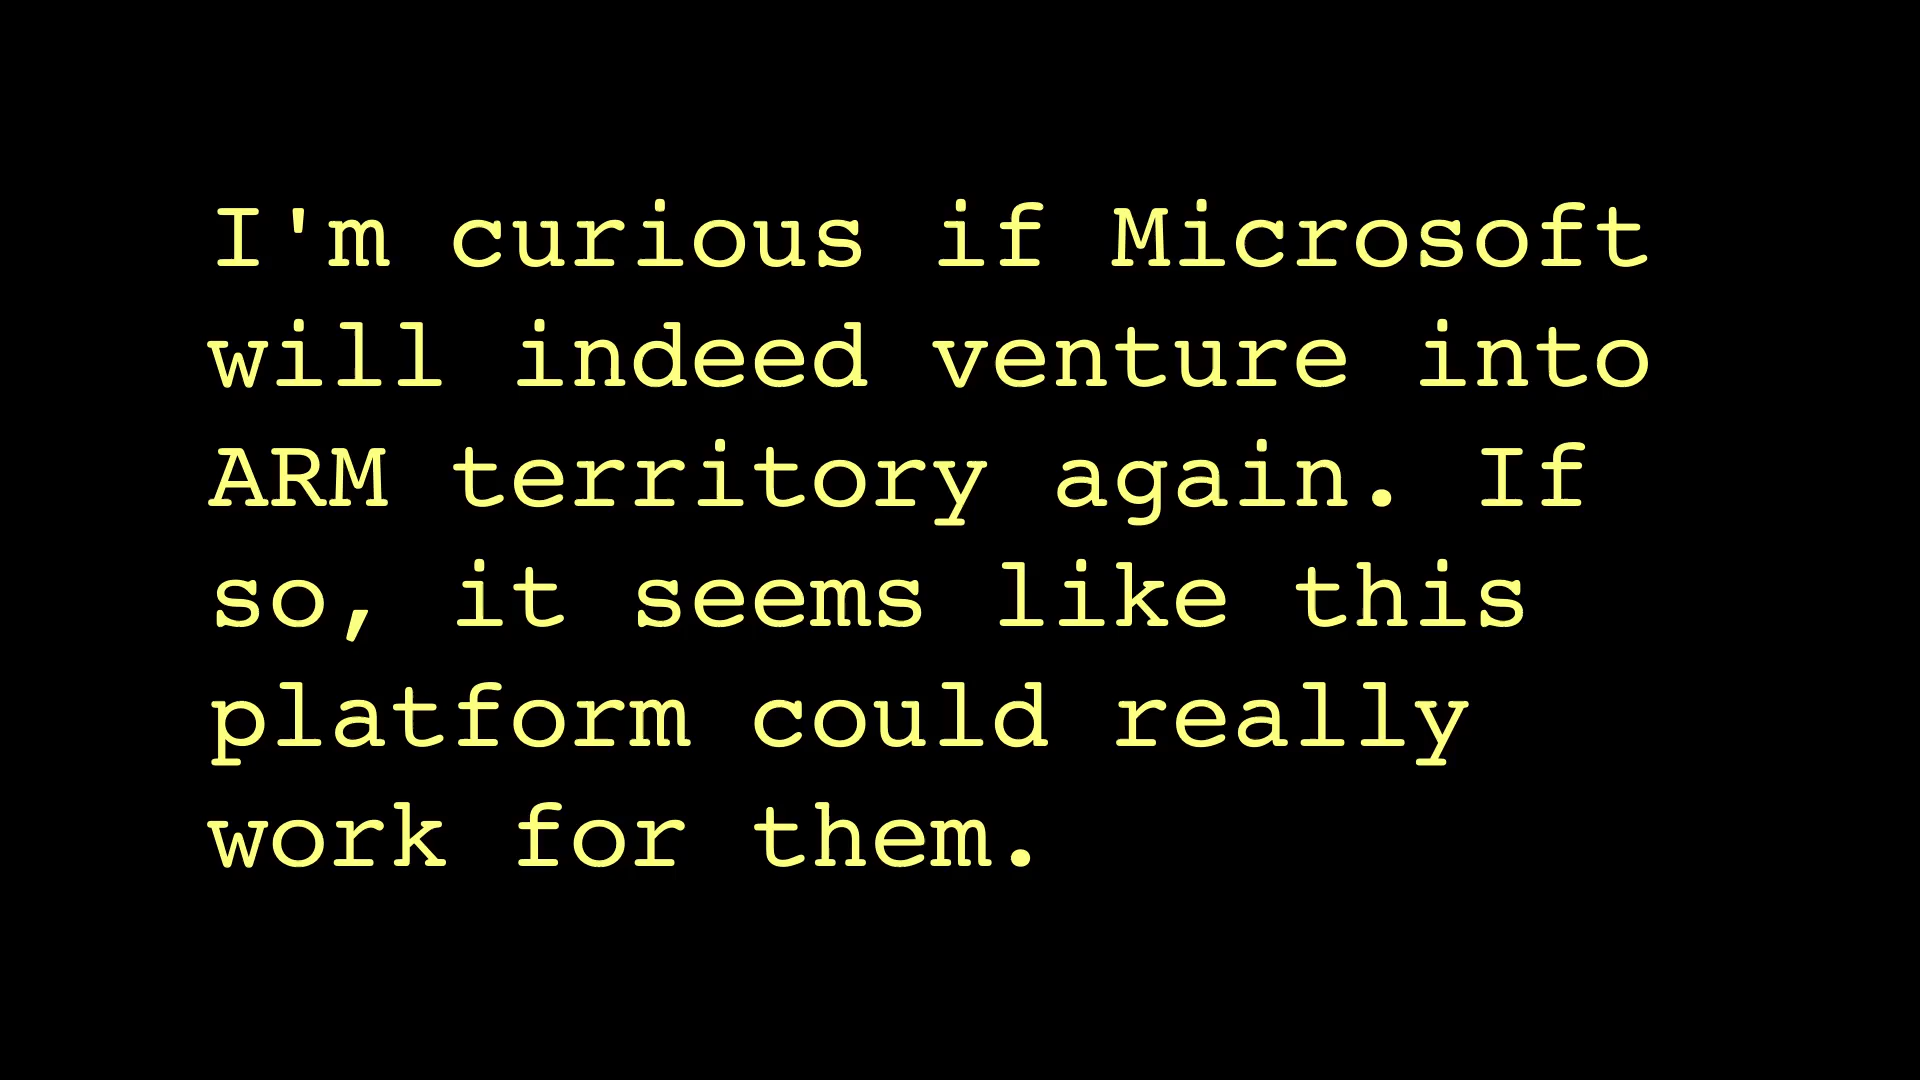 I'm curious if Microsoft
will indeed venture into
ARM territory again. If
so, it seems like this
platform could really
work for them.